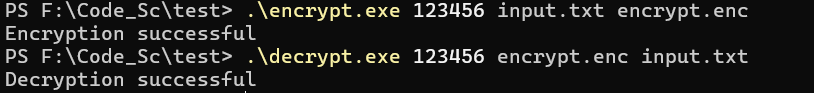 PS F:\Code_Sc\test> .\encrypt.exe 123456 input.txt encrypt.enc
Encryption successful
PS F:\Code_Sc\test> .\decrypt.exe 123456 encrypt.enc input.txt
Decryption successful